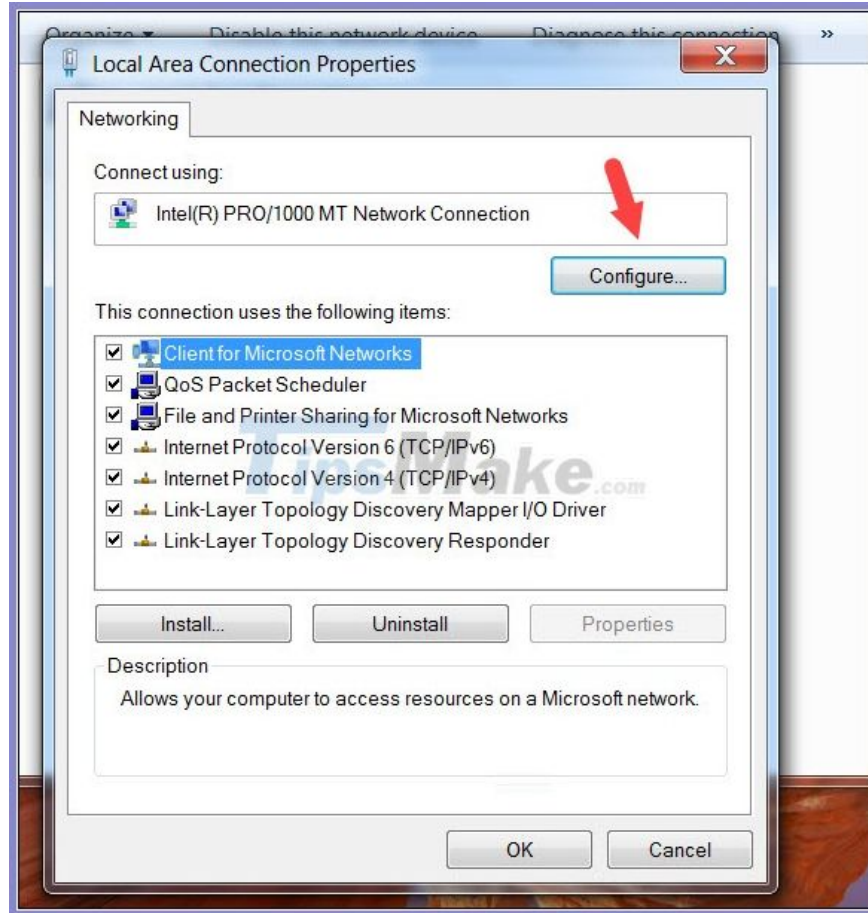 Organize Disable this network device Diagnose this connection »
Local Area Connection Properties
X
Networking
Connect using:
Intel(R) PRO/1000 MT Network Connection
Configure...
This connection uses the following items:
Client for Microsoft Networks
QoS Packet Scheduler
File and Printer Sharing for Microsoft Networks
Internet Protocol Version 6 (TCP/IPv6)
Internet Protocol Version 4 (TCP/IPv4)
Link-Layer Topology Discovery Mapper I/O Driver
Link-Layer Topology Discovery Responder
TipsMake.com
Install... Uninstall Properties
Description
Allows your computer to access resources on a Microsoft network.
OK Cancel